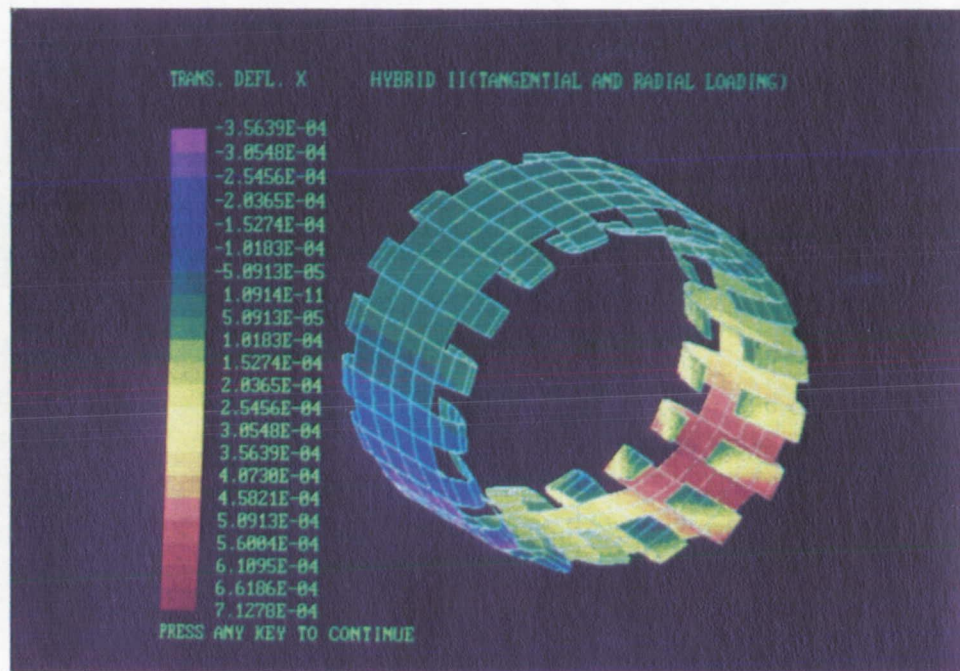 TRANS. DEFL. X
HYBRID II(TANGENTIAL AND RADIAL LOADING)
-3.5639E-04
-3.0548E-04
-2.5456E-04
-2.0365E-04
-1.5274E-04
-1.0183E-04
-5.0913E-05
1.0914E-11
5.0913E-05
1.0183E-04
1.5274E-04
2.0365E-04
2.5456E-04
3.0548E-04
3.5639E-04
4.0730E-04
4.5821E-04
5.0913E-04
5.6004E-04
6.1095E-04
6.6186E-04
7.1278E-04
PRESS ANY KEY TO CONTINUE